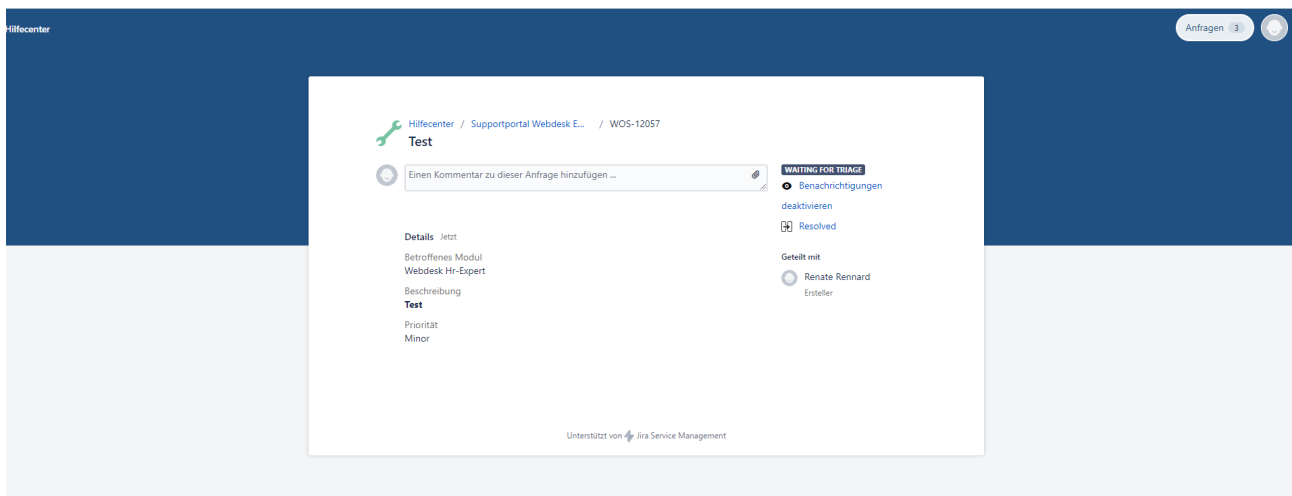 Hilfecenter
Anfragen 3
Hilfecenter / Supportportal Webdesk E... / WOS-12057
Test
Einen Kommentar zu dieser Anfrage hinzufügen ...
WAITING FOR TRIAGE
Benachrichtigungen
deaktivieren
Resolved
Details Jetzt
Betroffenes Modul
Webdesk Hr-Expert
Beschreibung
Test
Priorität
Minor
Geteilt mit
Renate Rennard
Ersteller
Unterstützt von Jira Service Management